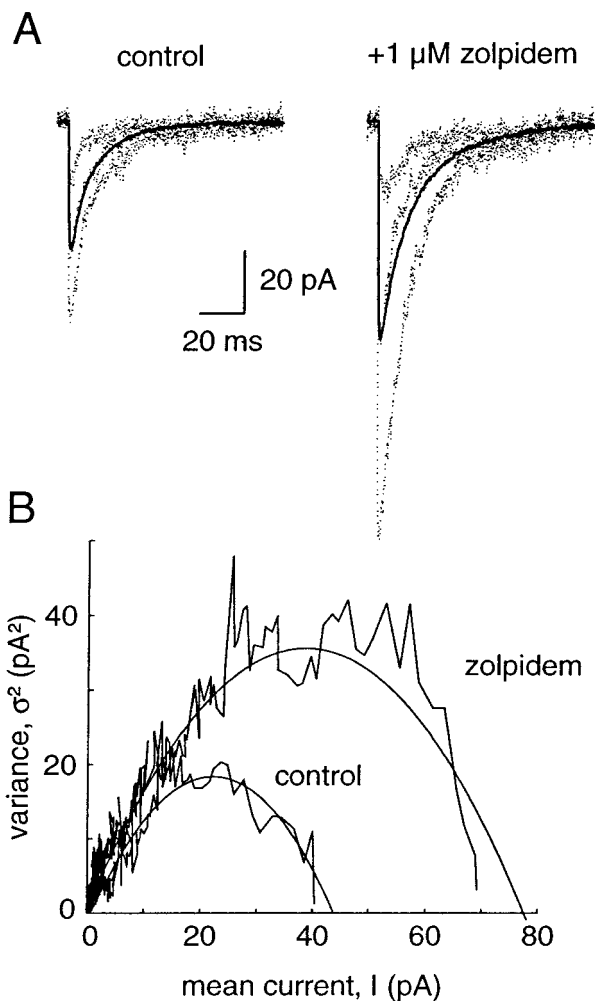 A
control
+1 µM zolpidem
20 pA
20 ms
B
variance, σ² (pA²)
40
20
0
zolpidem
control
0 20 40 60 80
mean current, I (pA)